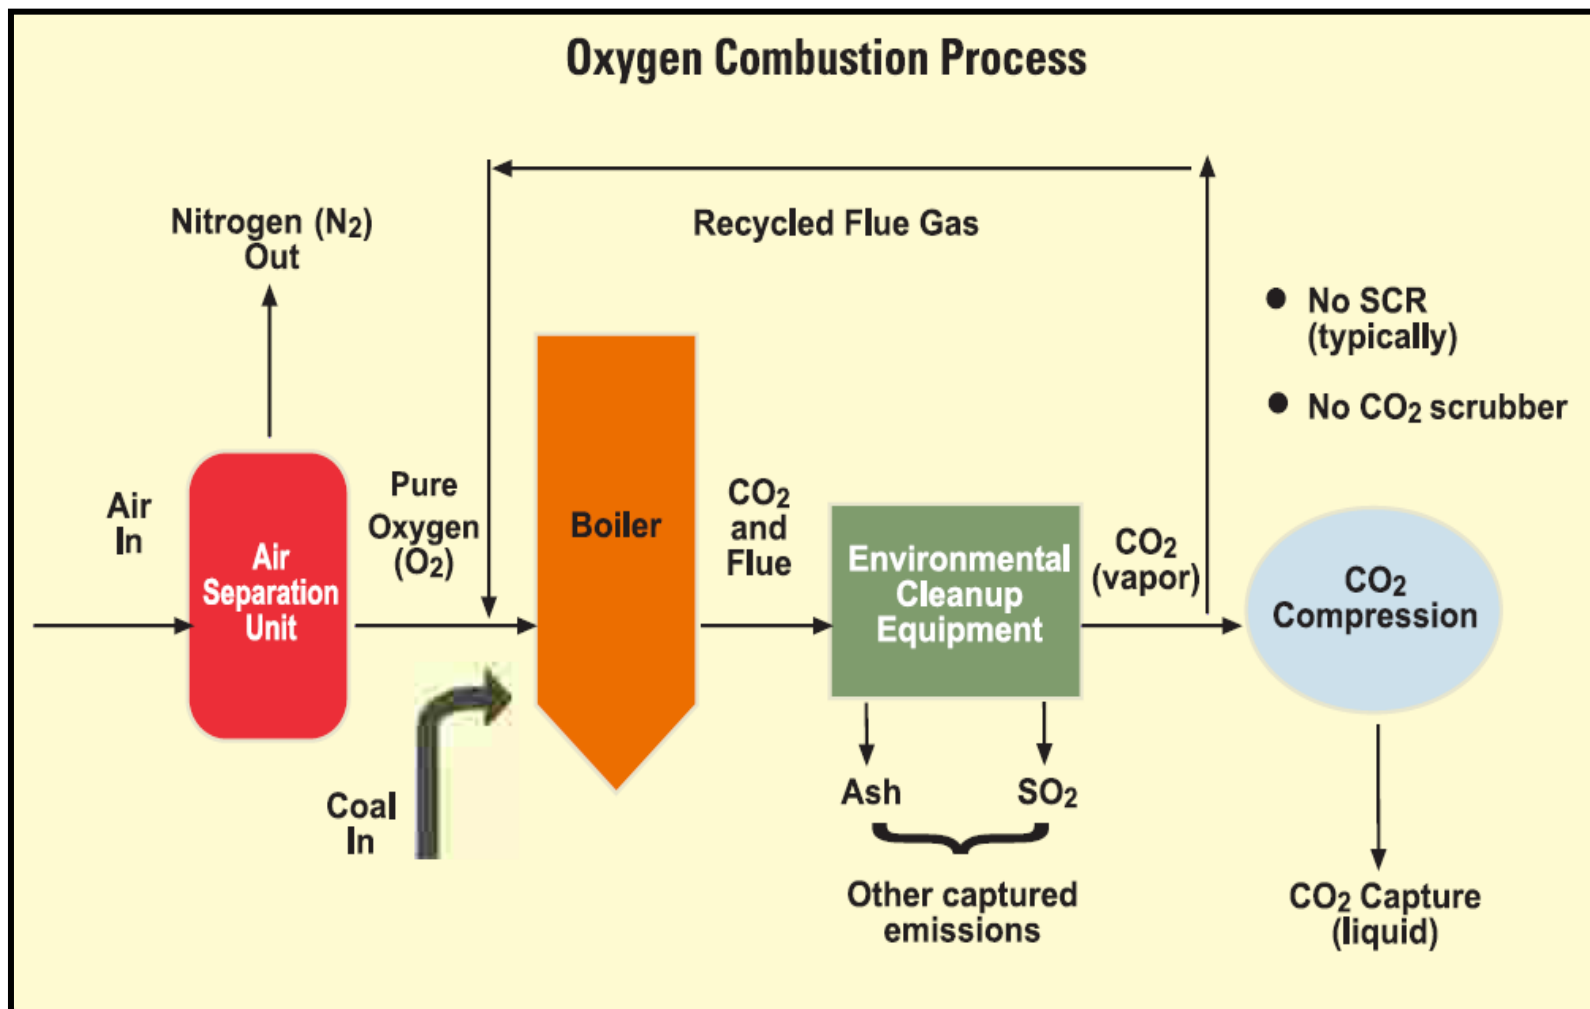 Oxygen Combustion Process
Nitrogen (N₂)
Out
Recycled Flue Gas
● No SCR
(typically)
● No CO₂ scrubber
Air
In
Air
Separation
Unit
Pure
Oxygen
(O₂)
Coal
In
Boiler
CO₂
and
Flue
Environmental
Cleanup
Equipment
CO₂
(vapor)
CO₂
Compression
Ash
SO₂
Other captured
emissions
CO₂ Capture
(liquid)